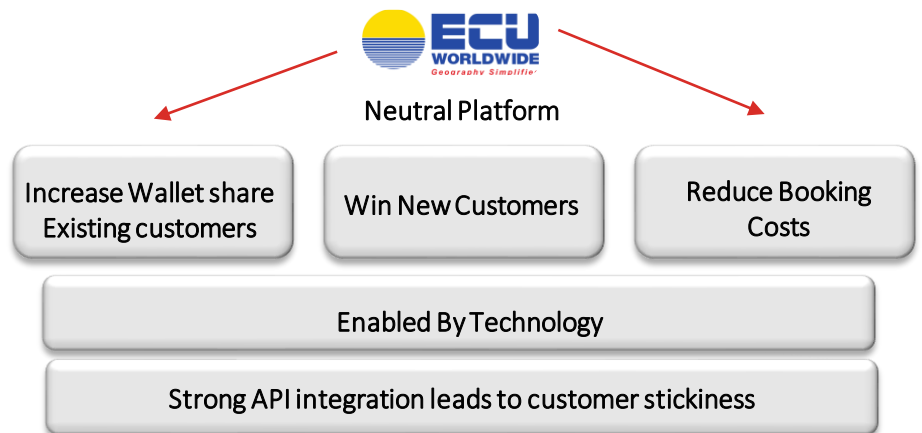 ECU
WORLDWIDE
Geography Simplified
Neutral Platform
Increase Wallet share
Existing customers
Win New Customers
Reduce Booking
Costs
Enabled By Technology
Strong API integration leads to customer stickiness